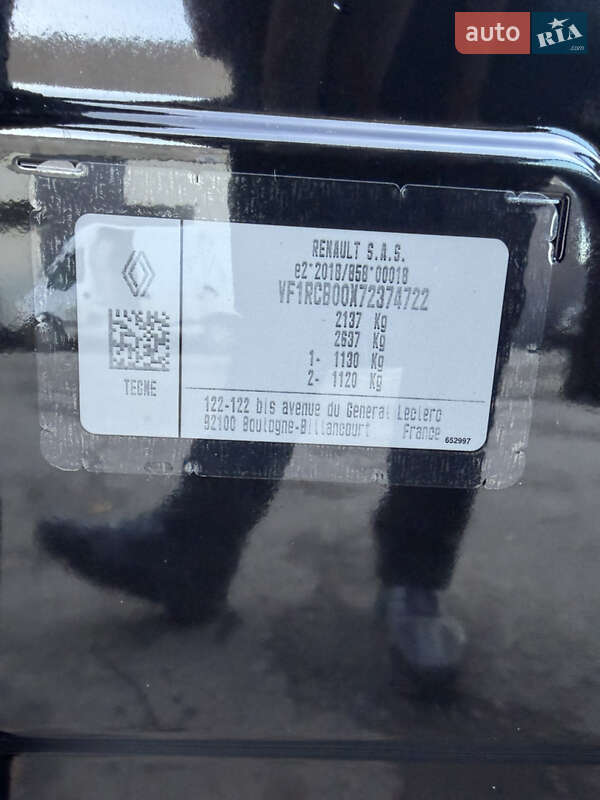 auto RIA .com
RENAULT S.A.S.
e2*2018/858*00018
VF1RCB00X72374722
2137 Kg
2637 Kg
1- 1130 Kg
2- 1120 Kg
TEGNE
122-122 bis avenue du General Leclerc
92100 Boulogne-Billancourt France
652997